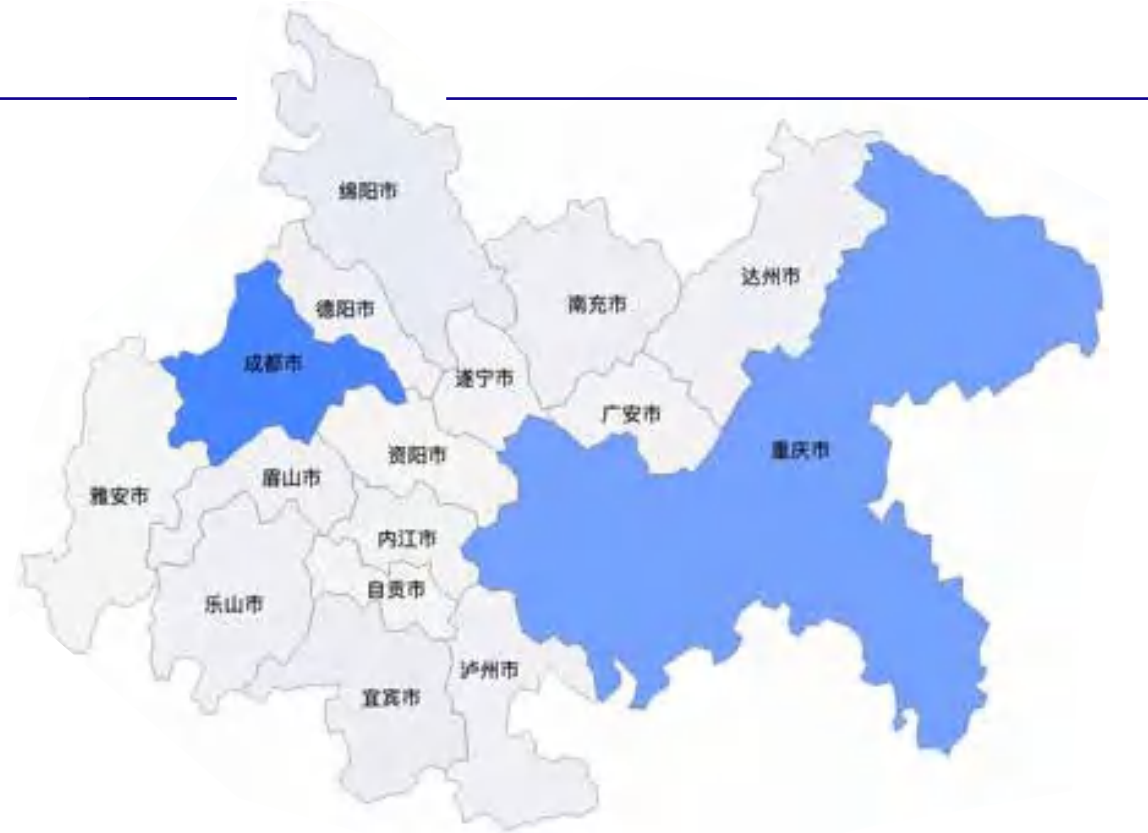 绵阳市
达州市
德阳市
南充市
成都市
遂宁市
广安市
重庆市
资阳市
眉山市
雅安市
内江市
自贡市
乐山市
泸州市
宜宾市